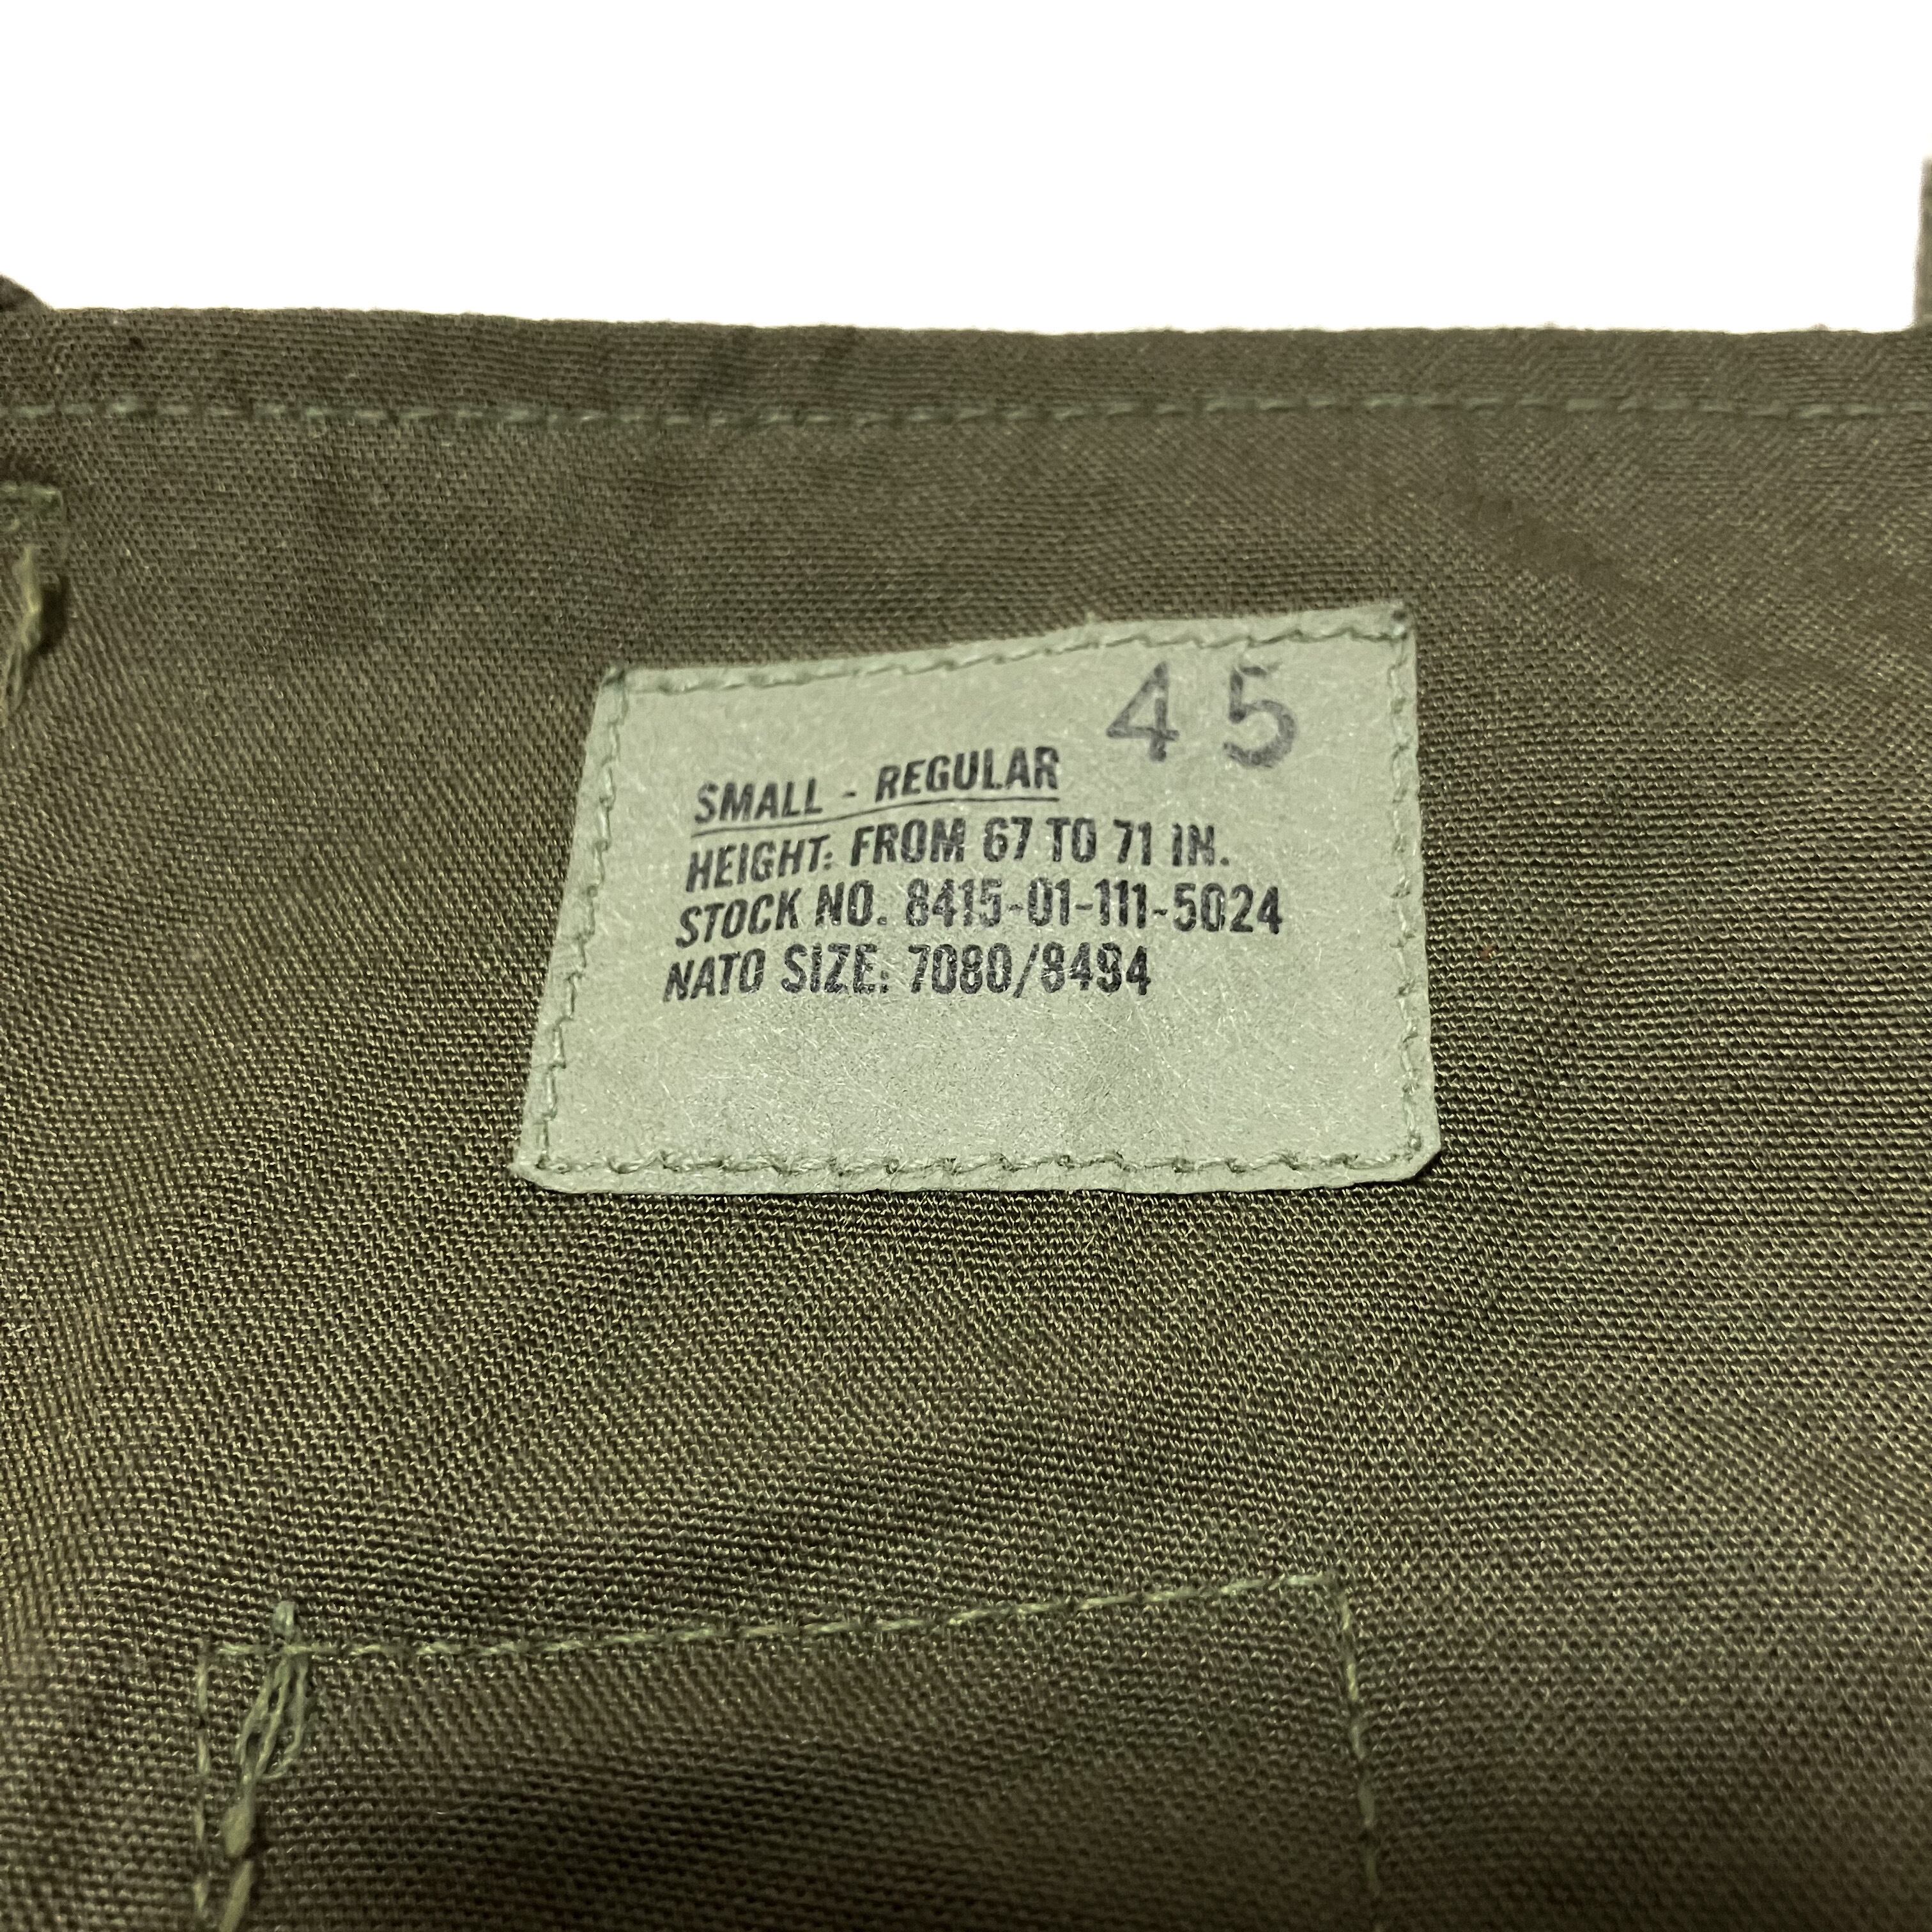 45
SMALL - REGULAR
HEIGHT: FROM 67 TO 71 IN.
STOCK NO. 8415-01-111-5024
NATO SIZE: 7080/8494